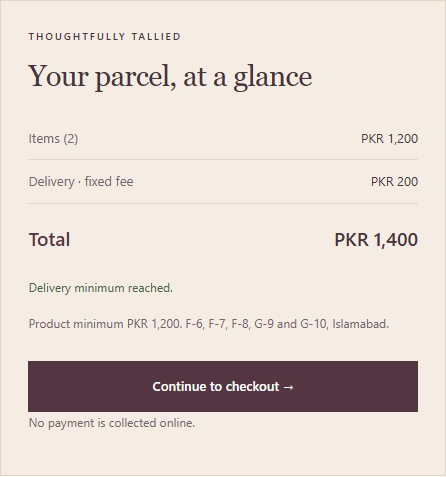 THOUGHTFULLY TALLIED
Your parcel, at a glance
Items (2) PKR 1,200
Delivery · fixed fee PKR 200
Total PKR 1,400
Delivery minimum reached.
Product minimum PKR 1,200. F-6, F-7, F-8, G-9 and G-10, Islamabad.
Continue to checkout →
No payment is collected online.